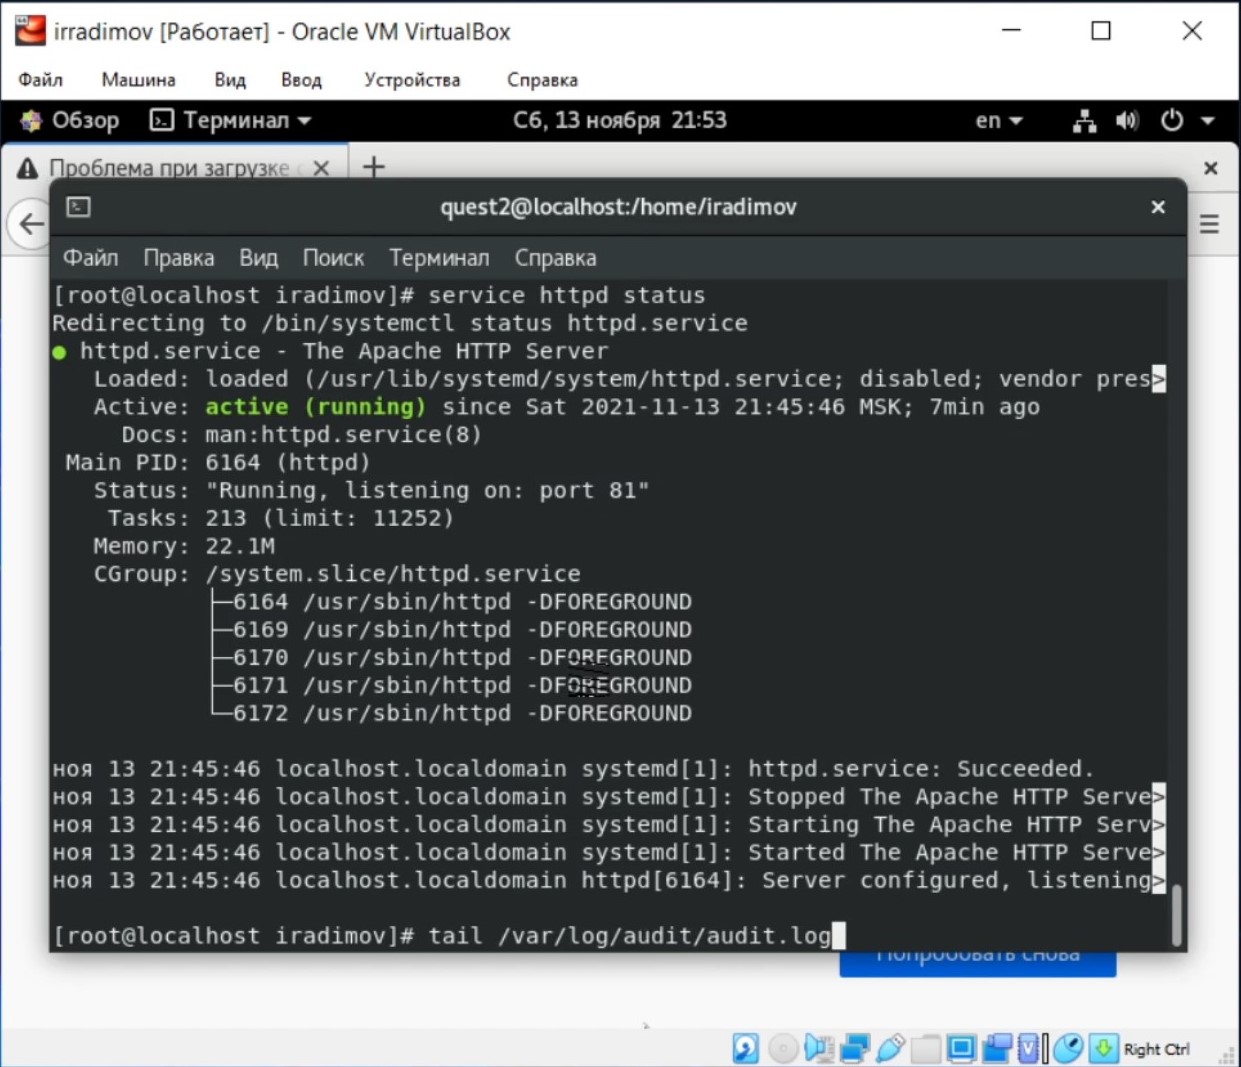 irradimov [Работает] - Oracle VM VirtualBox
Файл Машина Вид Ввод Устройства Справка
Обзор Терминал Сб, 13 ноября 21:53 en
Проблема при загрузке
quest2@localhost:/home/iradimov
Файл Правка Вид Поиск Терминал Справка
[root@localhost iradimov]# service httpd status
Redirecting to /bin/systemctl status httpd.service
● httpd.service - The Apache HTTP Server
Loaded: loaded (/usr/lib/systemd/system/httpd.service; disabled; vendor pres>
Active: active (running) since Sat 2021-11-13 21:45:46 MSK; 7min ago
Docs: man:httpd.service(8)
Main PID: 6164 (httpd)
Status: "Running, listening on: port 81"
Tasks: 213 (limit: 11252)
Memory: 22.1M
CGroup: /system.slice/httpd.service
├─6164 /usr/sbin/httpd -DFOREGROUND
├─6169 /usr/sbin/httpd -DFOREGROUND
├─6170 /usr/sbin/httpd -DFOREGROUND
├─6171 /usr/sbin/httpd -DFOREGROUND
└─6172 /usr/sbin/httpd -DFOREGROUND
ноя 13 21:45:46 localhost.localdomain systemd[1]: httpd.service: Succeeded.
ноя 13 21:45:46 localhost.localdomain systemd[1]: Stopped The Apache HTTP Serve>
ноя 13 21:45:46 localhost.localdomain systemd[1]: Starting The Apache HTTP Serv>
ноя 13 21:45:46 localhost.localdomain systemd[1]: Started The Apache HTTP Serve>
ноя 13 21:45:46 localhost.localdomain httpd[6164]: Server configured, listening>
[root@localhost iradimov]# tail /var/log/audit/audit.log
Попробовать снова
Right Ctrl